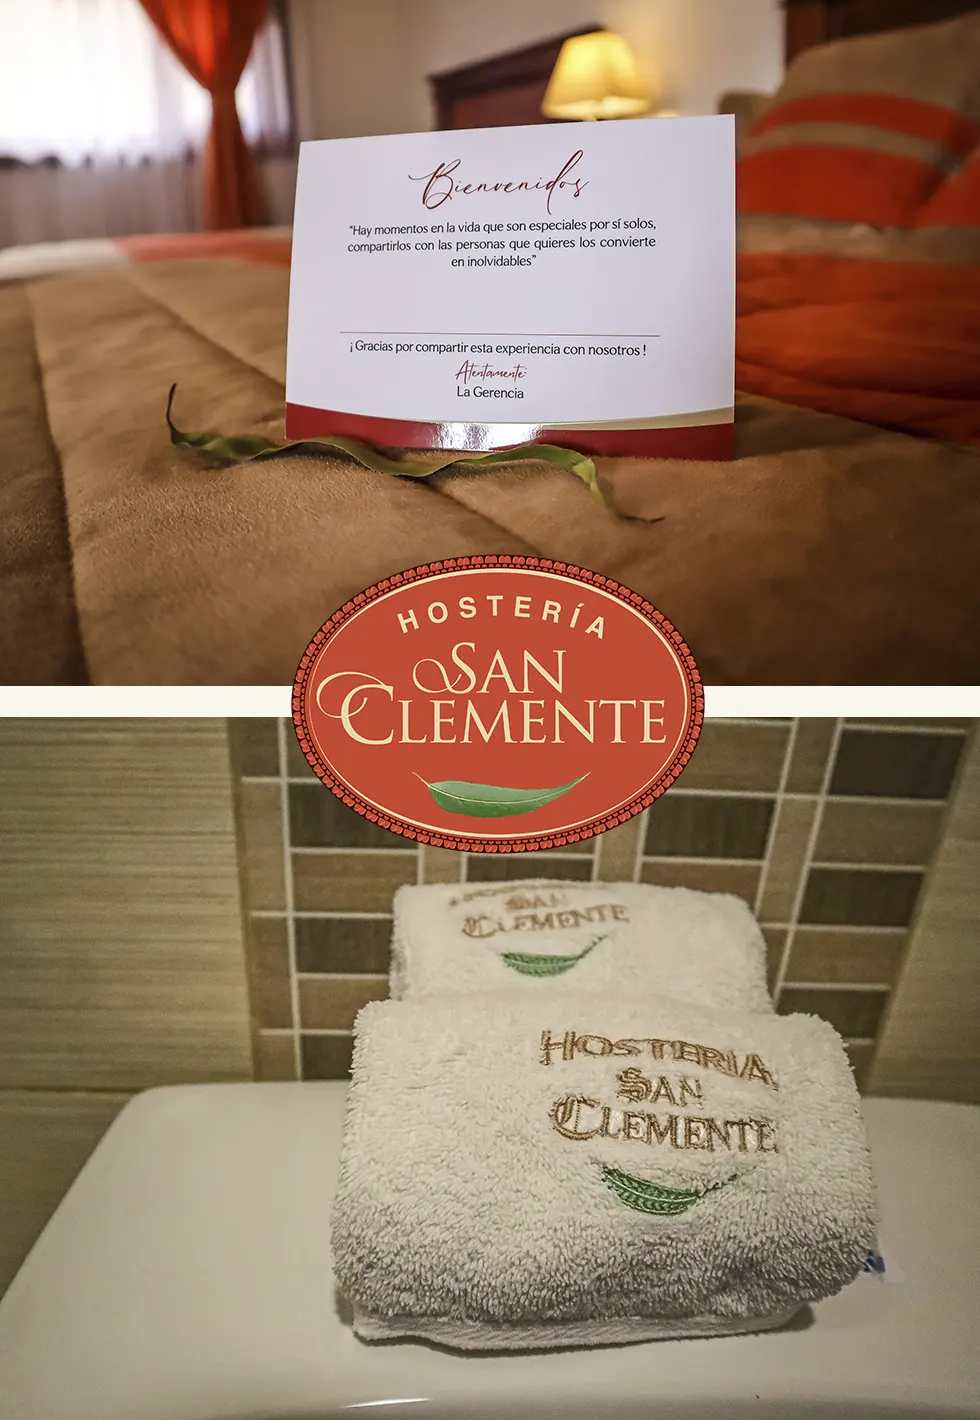 Bienvenidos
“Hay momentos en la vida que son especiales por sí solos,
compartirlos con las personas que quieres los convierte
en inolvidables”
¡ Gracias por compartir esta experiencia con nosotros !
Atentamente:
La Gerencia
HOSTERÍA
SAN
CLEMENTE
HOSTERIA
SAN
CLEMENTE
HOSTERIA
SAN
CLEMENTE